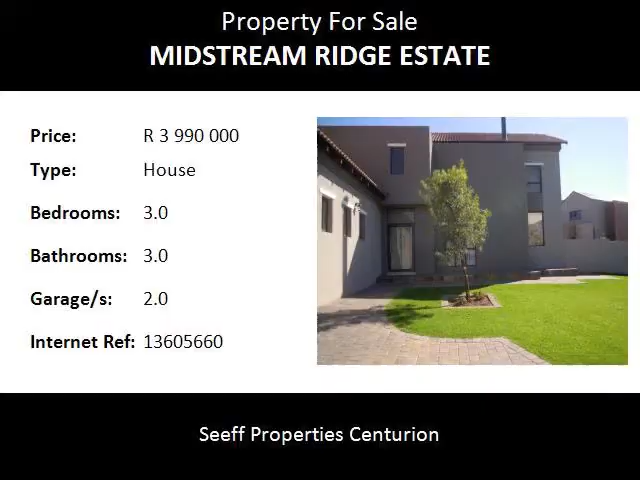 Property For Sale
MIDSTREAM RIDGE ESTATE
Price: R 3 990 000
Type: House
Bedrooms: 3.0
Bathrooms: 3.0
Garage/s: 2.0
Internet Ref: 13605660
Seeff Properties Centurion